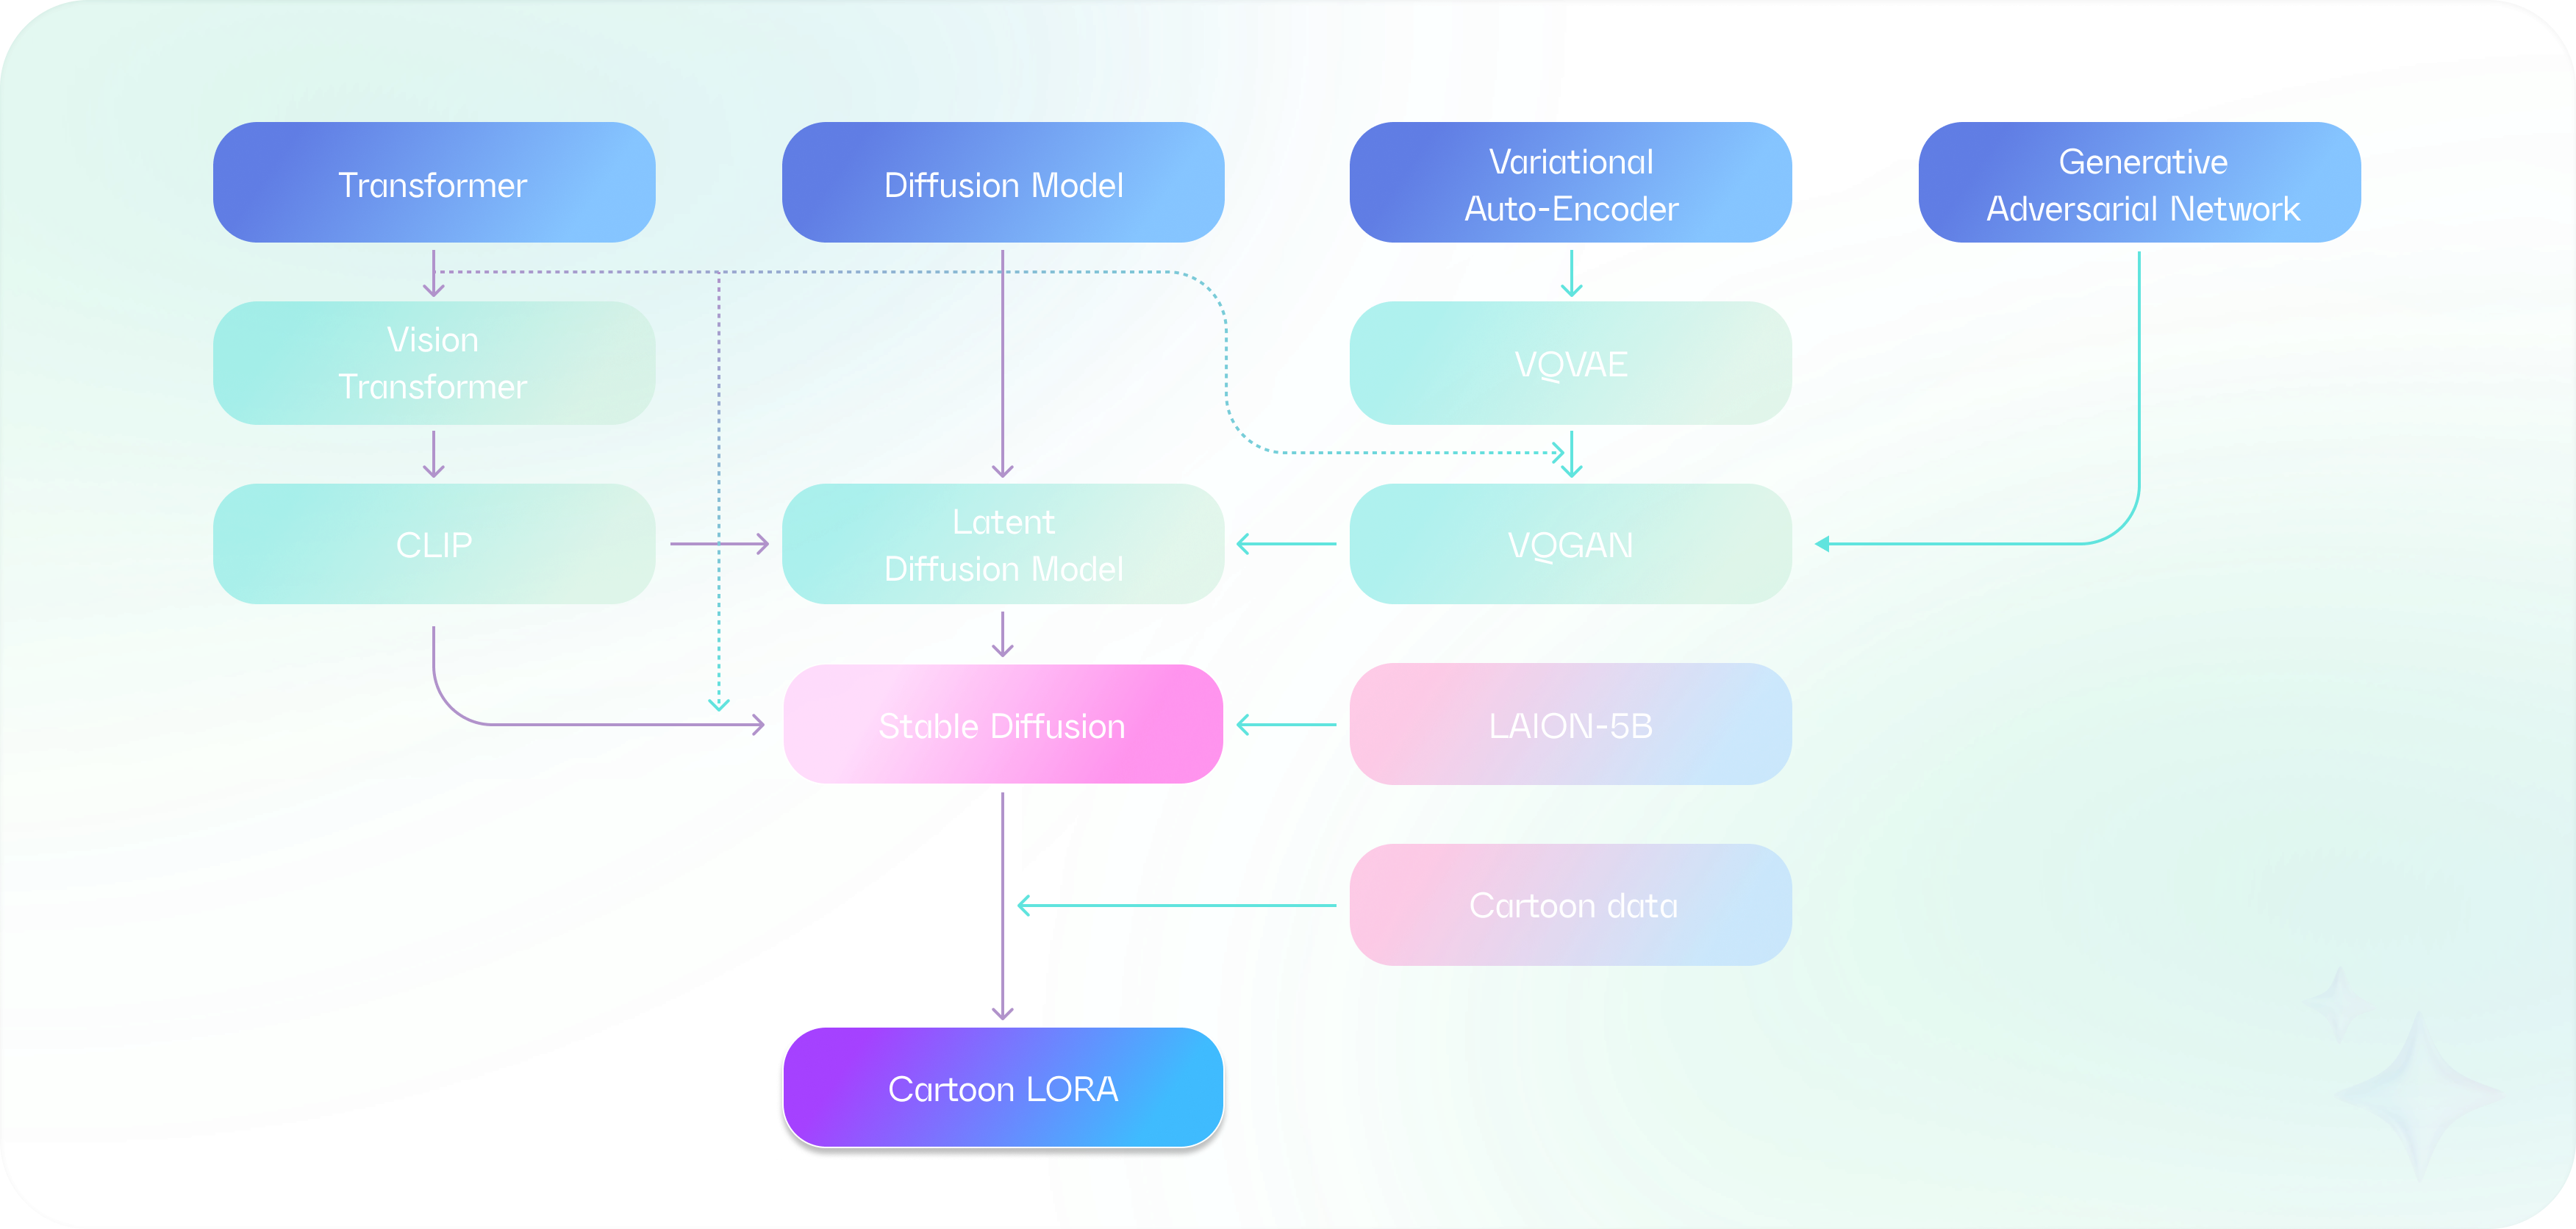 Transformer
Diffusion Model
Variational
Auto-Encoder
Generative
Adversarial Network
Vision
Transformer
VQVAE
CLIP
Latent
Diffusion Model
VQGAN
Stable Diffusion
LAION-5B
Cartoon data
Cartoon LORA